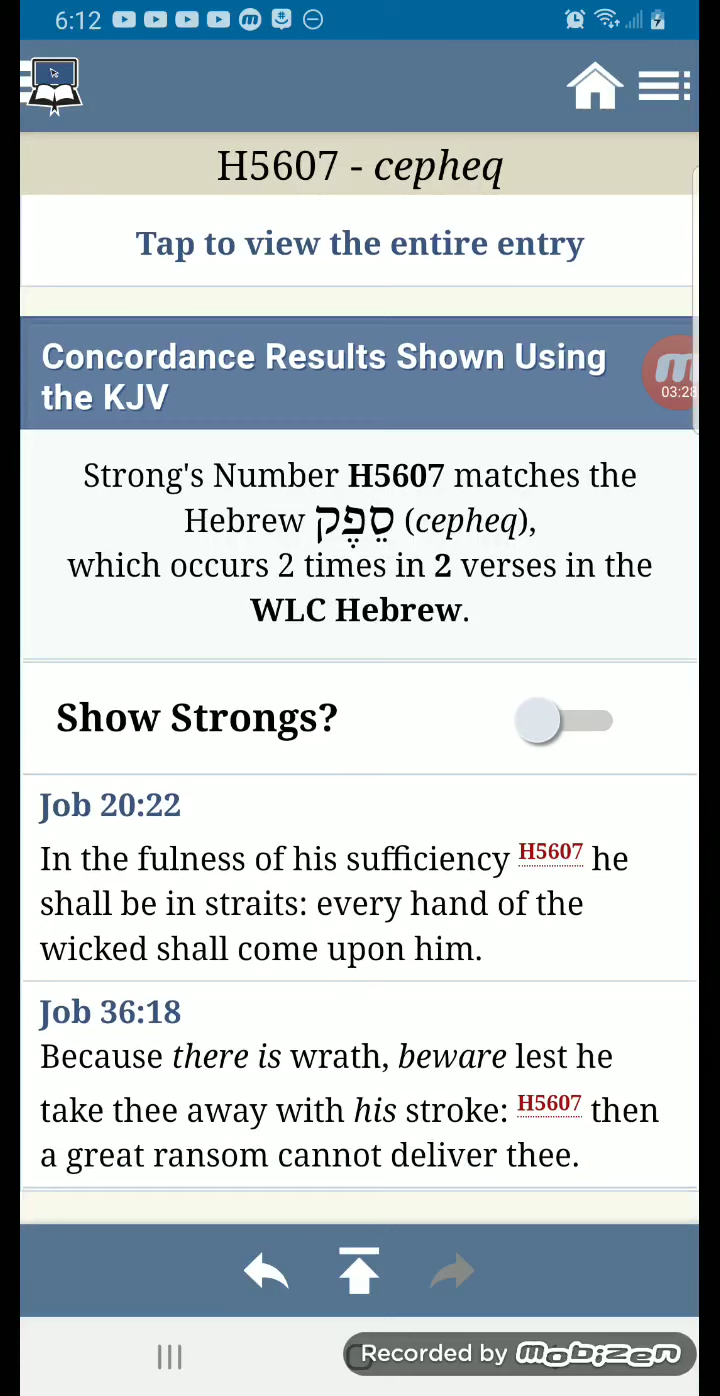 6:12
H5607 - cepheq
Tap to view the entire entry
Concordance Results Shown Using
the KJV
03:28
Strong's Number H5607 matches the
Hebrew סֵפֶק (cepheq),
which occurs 2 times in 2 verses in the
WLC Hebrew.
Show Strongs?
Job 20:22
In the fulness of his sufficiency H5607 he
shall be in straits: every hand of the
wicked shall come upon him.
Job 36:18
Because there is wrath, beware lest he
take thee away with his stroke: H5607 then
a great ransom cannot deliver thee.
Recorded by mobizen